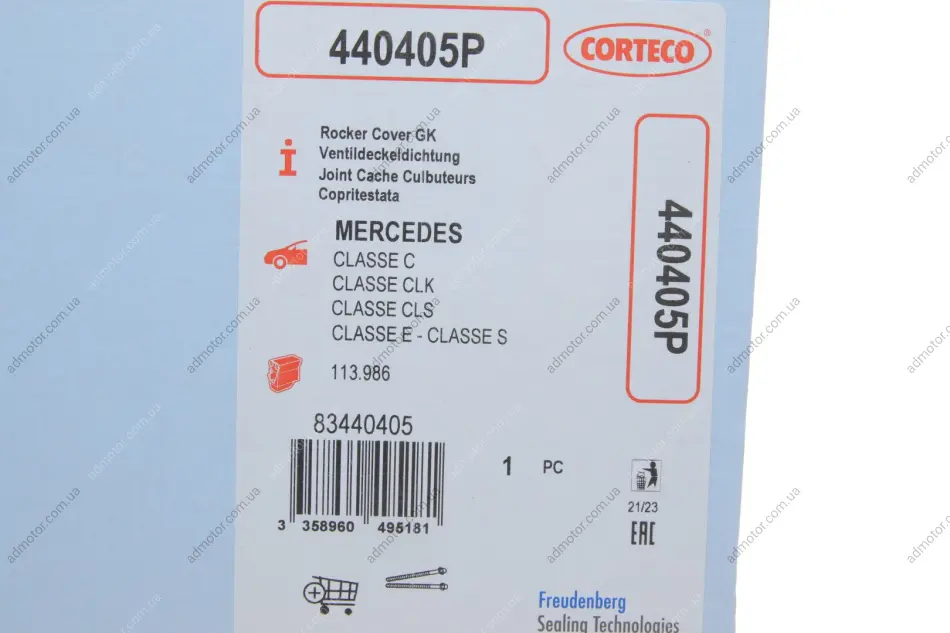 440405P
CORTECO®
Rocker Cover GK
Ventildeckeldichtung
Joint Cache Culbuteurs
Copritestata
440405P
MERCEDES
CLASSE C
CLASSE CLK
CLASSE CLS
CLASSE E - CLASSE S
113.986
83440405
1 PC
3 358960 495181
21/23
EAC
Freudenberg
Sealing Technologies
admotor.com.ua